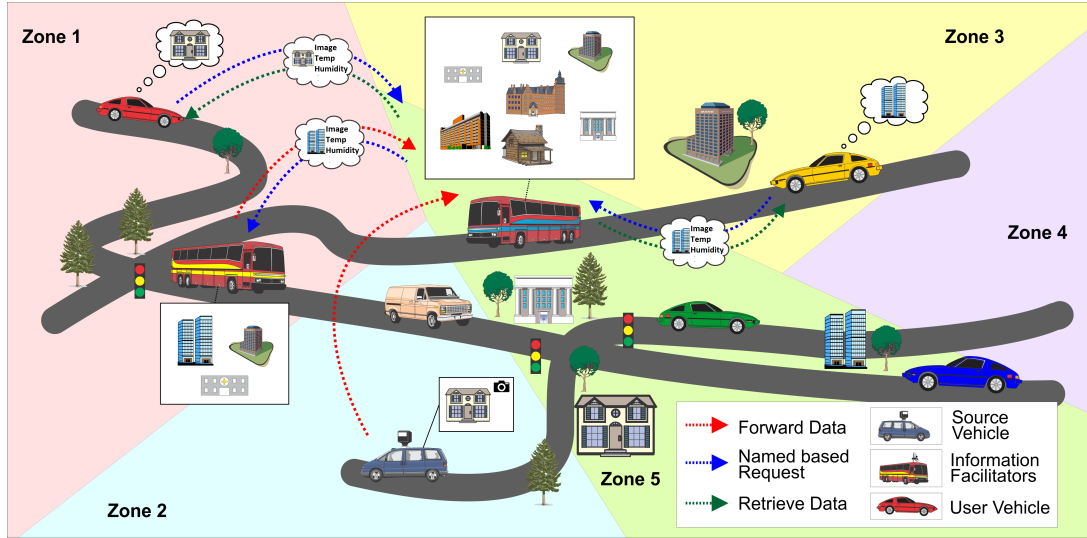 Zone 1
Image
Temp
Humidity
Zone 3
Image
Temp
Humidity
Image
Temp
Humidity
Zone 4
Zone 5
Zone 2
Forward Data
Named based
Request
Retrieve Data
Source
Vehicle
Information
Facilitators
User Vehicle